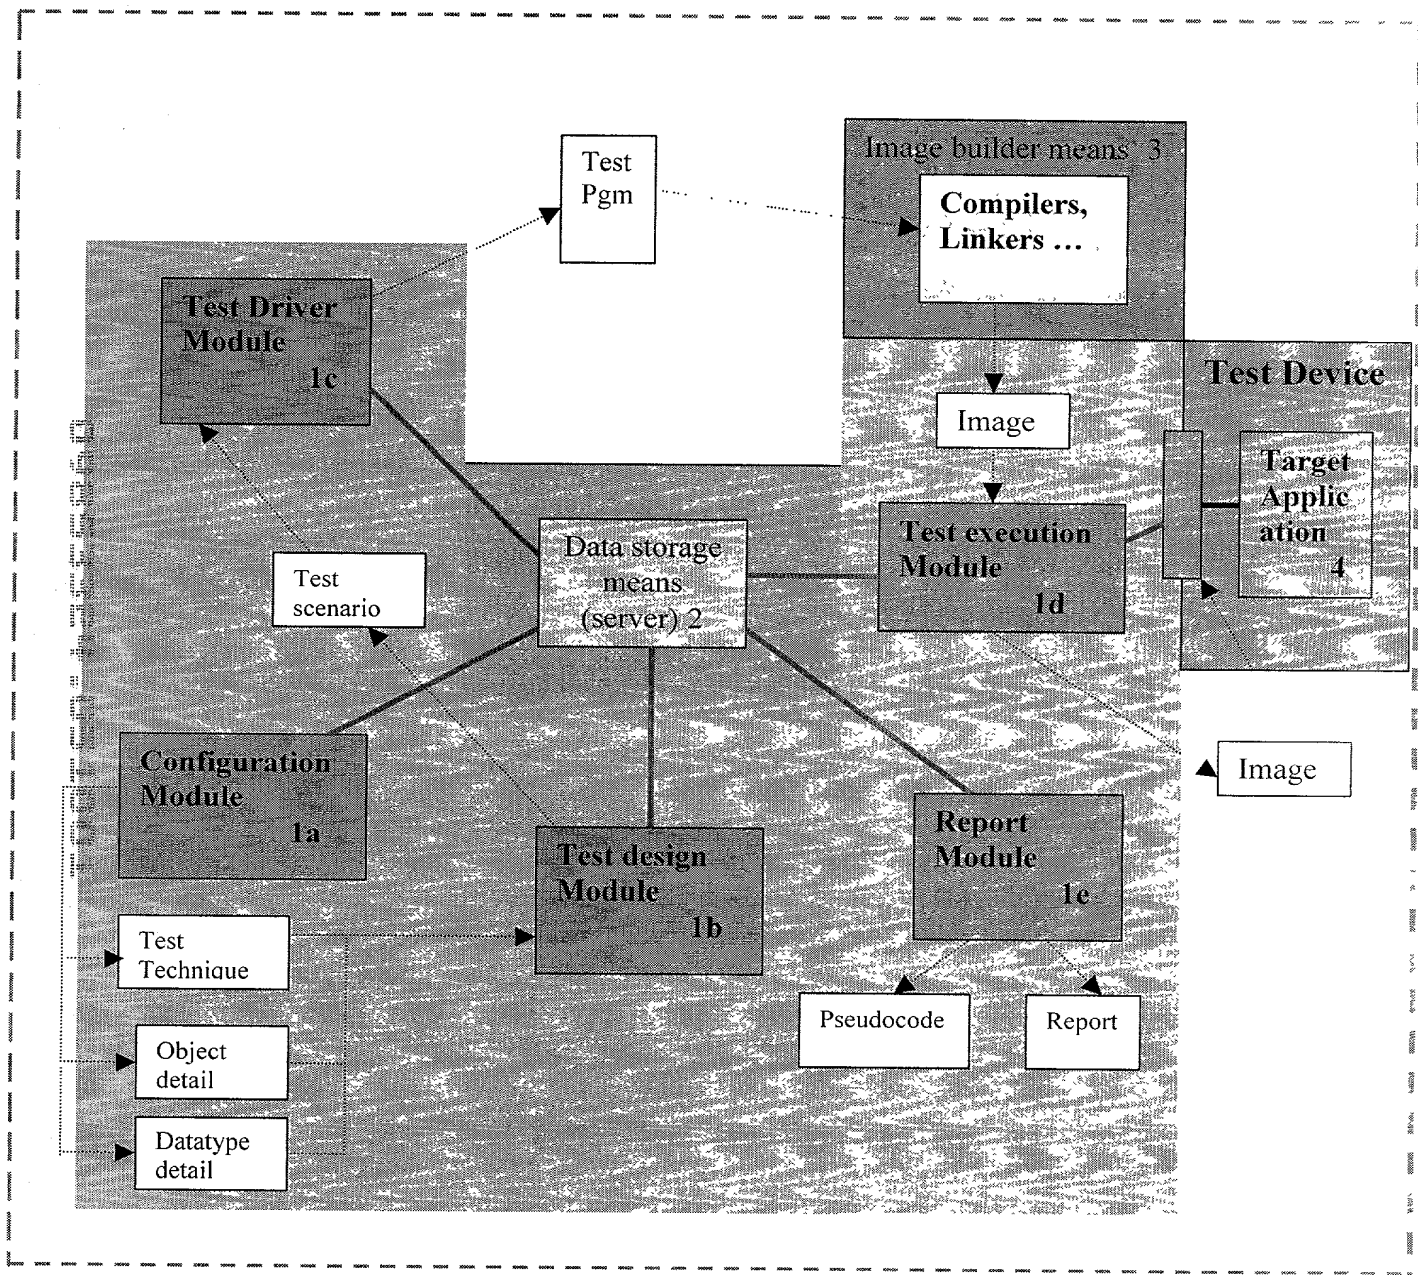 Test
Pgm
Image builder means 3
Compilers,
Linkers ...
Test Driver
Module
1c
Test Device
Image
Target
Applic
ation
4
Test execution
Module
1d
Data storage
means
(server) 2
Test
scenario
Configuration
Module
1a
Image
Test design
Module
1b
Report
Module
1e
Test
Technique
Pseudocode
Report
Object
detail
Datatype
detail